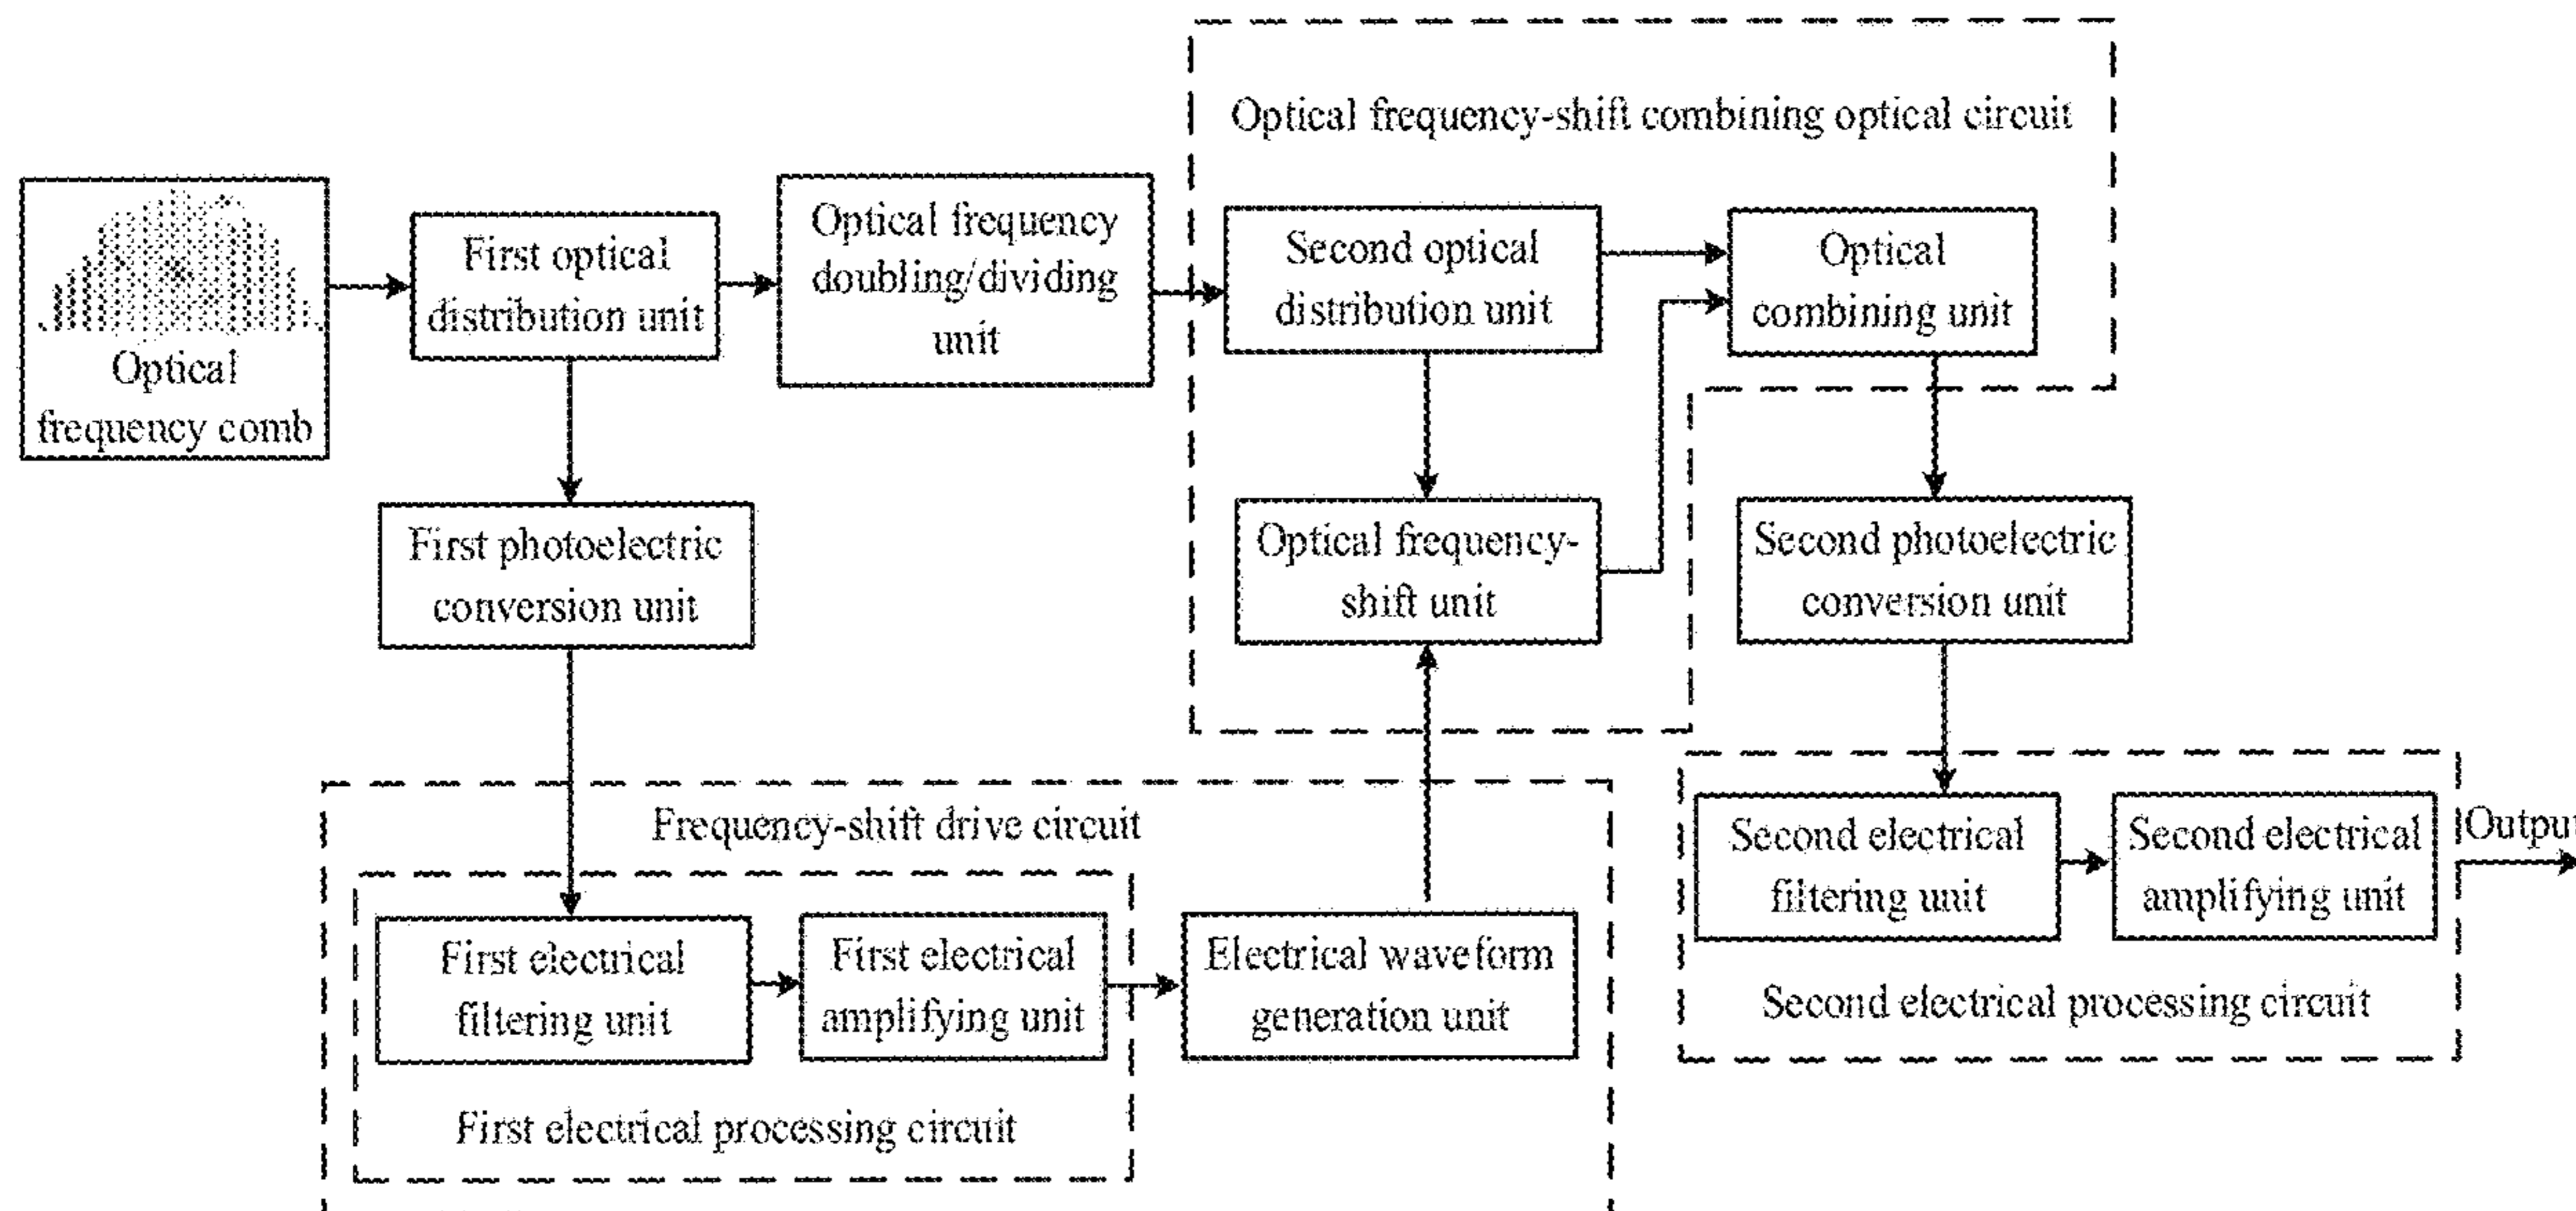 Optical frequency-shift combining optical circuit
Optical
frequency comb
First optical
distribution unit
Optical frequency
doubling/dividing
unit
Second optical
distribution unit
Optical
combining unit
First photoelectric
conversion unit
Optical frequency-
shift unit
Second photoelectric
conversion unit
Frequency-shift drive circuit
First electrical
filtering unit
First electrical
amplifying unit
Electrical waveform
generation unit
First electrical processing circuit
Second electrical
filtering unit
Second electrical
amplifying unit
Output
Second electrical processing circuit